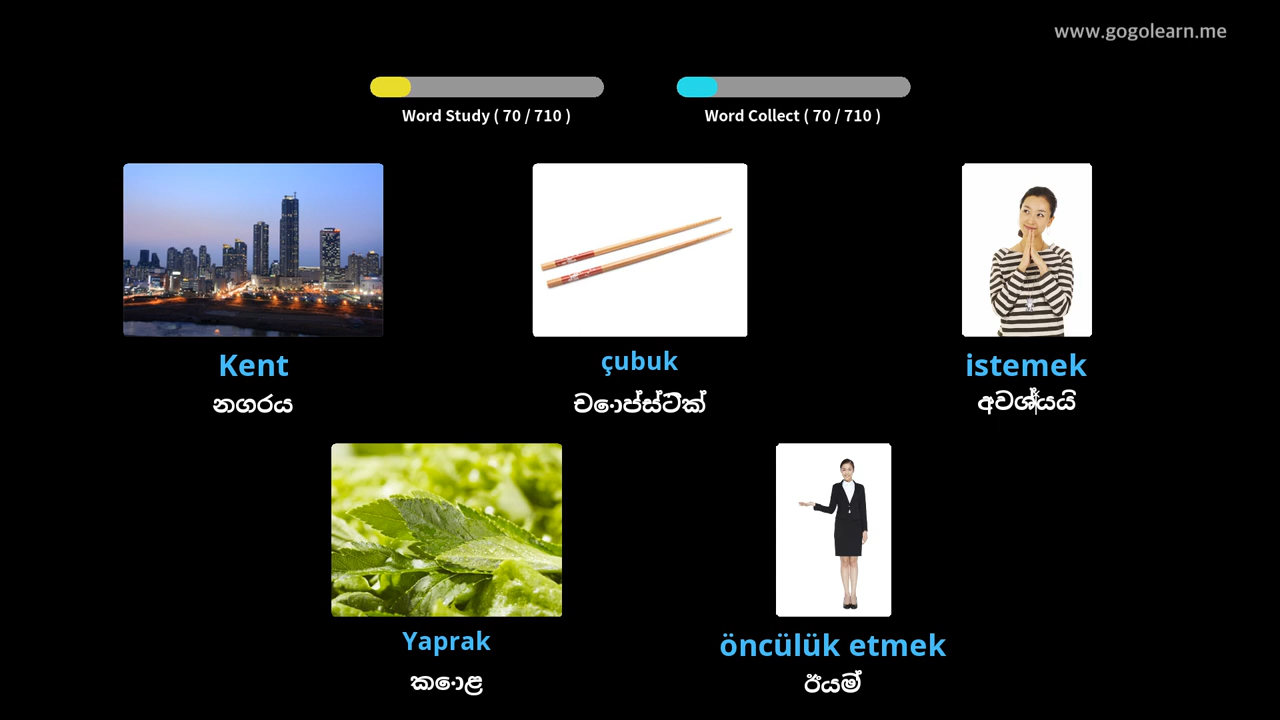 www.gogolearn.me
Word Study ( 70 / 710 )
Word Collect ( 70 / 710 )
Kent
çubuk
istemek
නගරය
චොප්ස්ටික්
අවශ්‍යයි
Yaprak
öncülük etmek
කොළ
ඊයම්